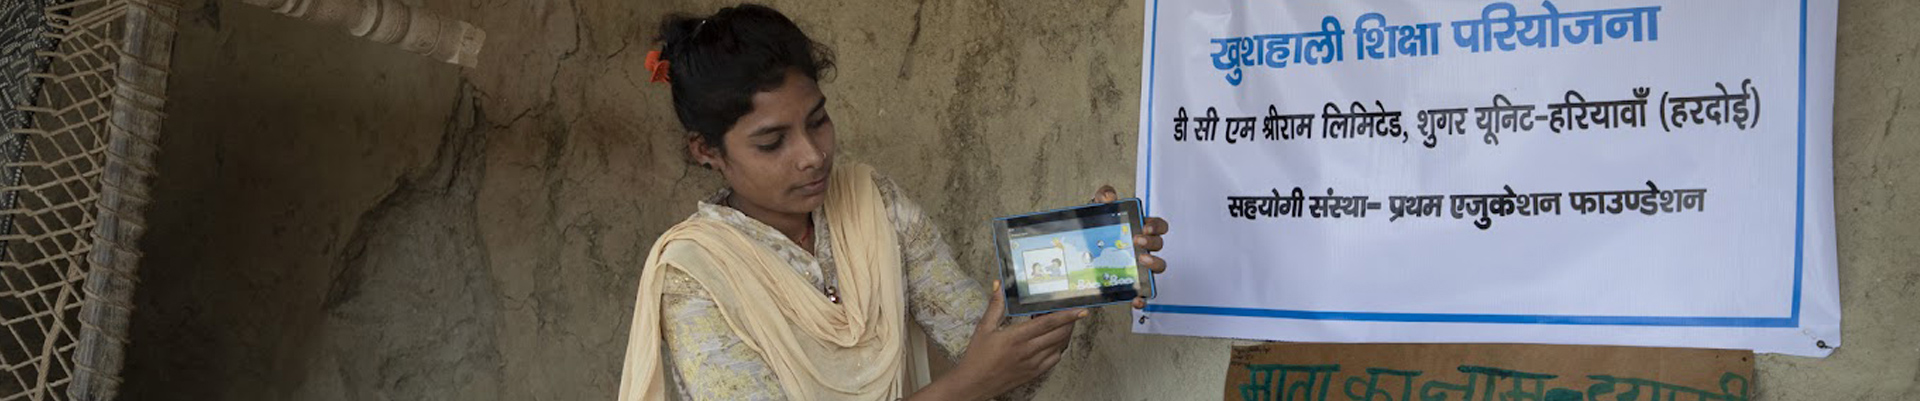 खुशहाली शिक्षा परियोजना
डी सी एम श्रीराम लिमिटेड, शुगर यूनिट-हरियावाँ (हरदोई)
सहयोगी संस्था- प्रथम एजुकेशन फाउण्डेशन
माता का नाम-